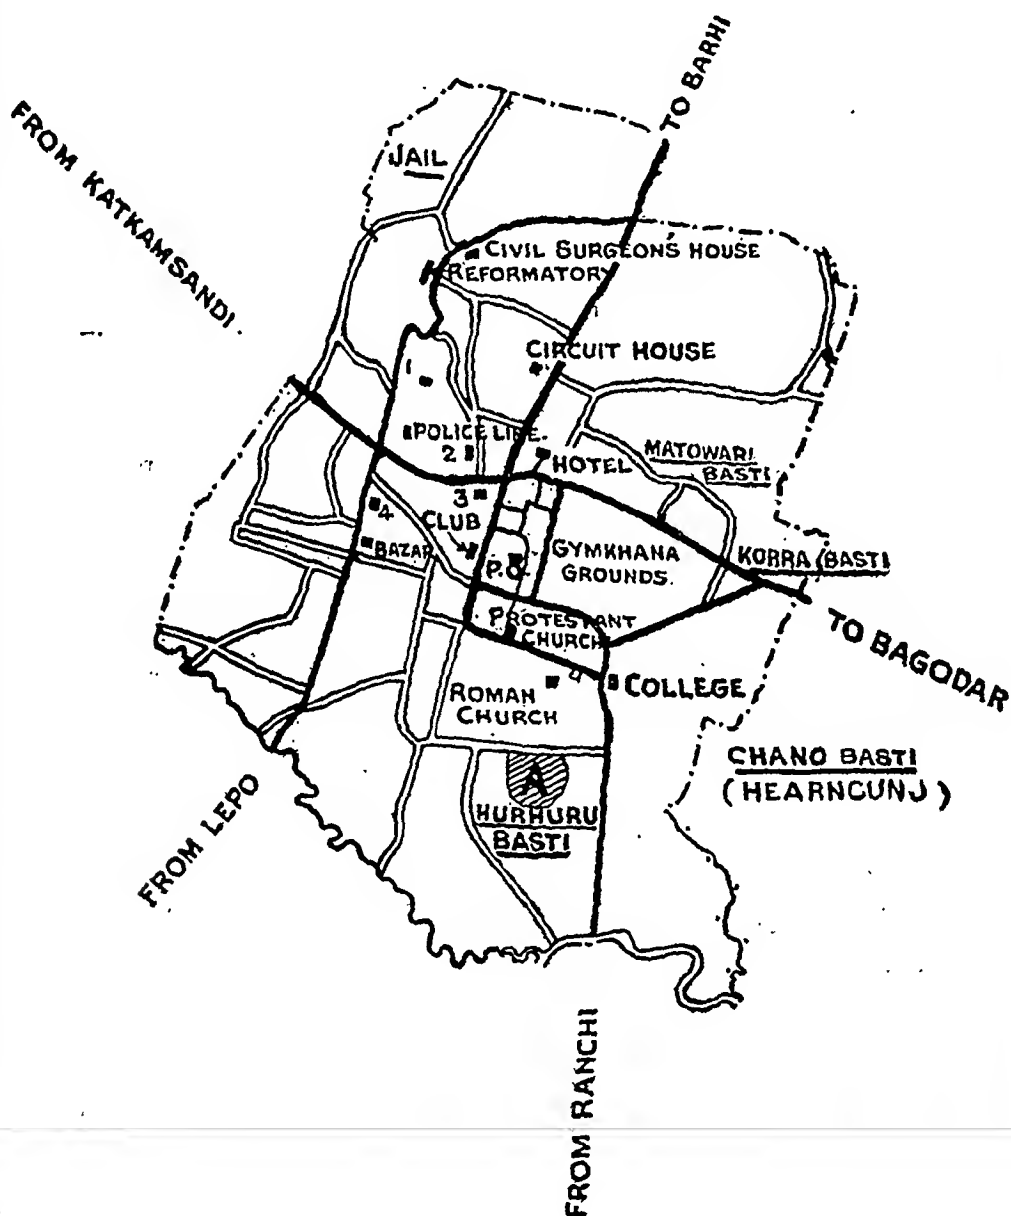 TO BARHI
FROM KATKAMSANDI
JAIL
CIVIL SURGEON'S HOUSE
REFORMATORY
CIRCUIT HOUSE
1
POLICE LINE.
2
HOTEL
MATOWARI
BASTI
3
4
CLUB
BAZAR
P.O.
GYMKHANA
GROUNDS.
KORRA BASTI
PROTESTANT
CHURCH
TO BAGODAR
COLLEGE
ROMAN
CHURCH
CHANO BASTI
(HEARNGUNJ)
A
HURHURU
BASTI
FROM LEPO
FROM RANCHI